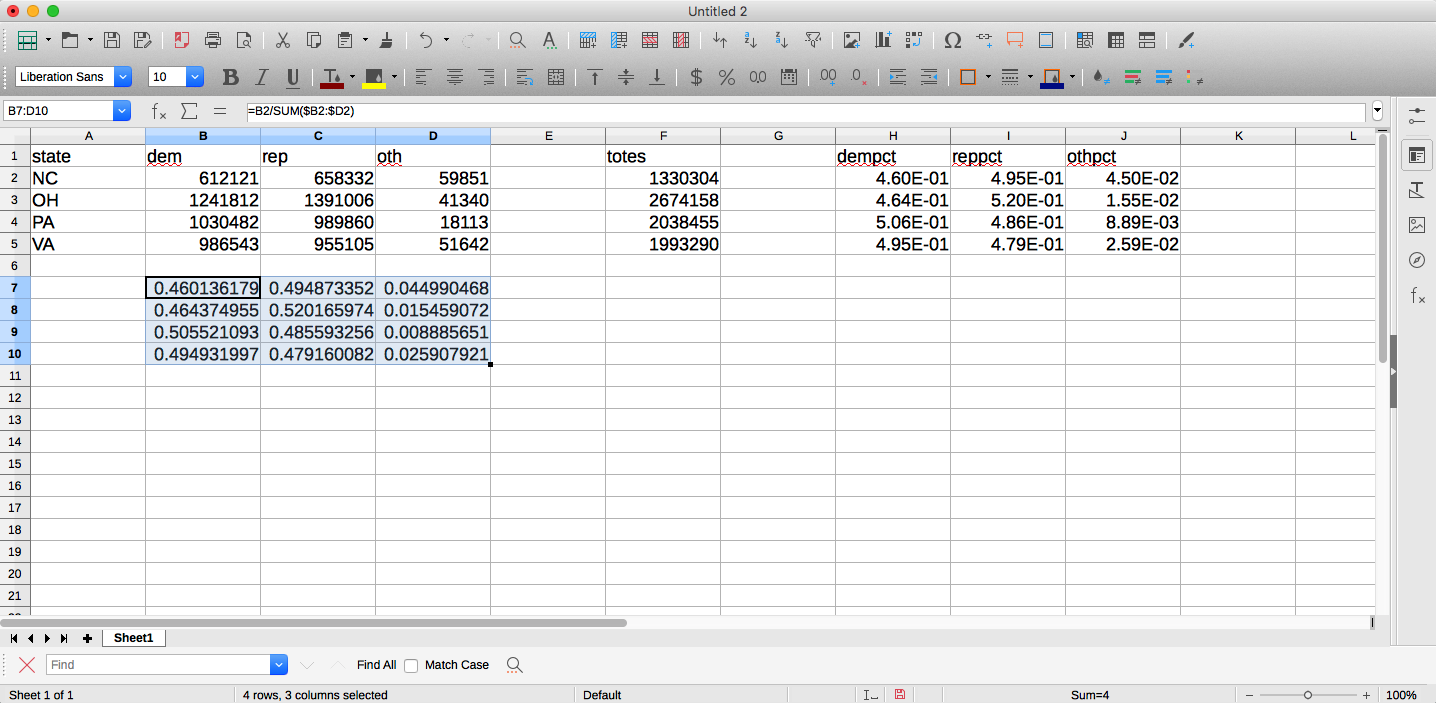 Untitled 2
Liberation Sans 10
B7:D10 =B2/SUM($B2:$D2)
A B C D E F G H I J K L
1 state dem rep oth totes dempct reppct othpct
2 NC 612121 658332 59851 1330304 4.60E-01 4.95E-01 4.50E-02
3 OH 1241812 1391006 41340 2674158 4.64E-01 5.20E-01 1.55E-02
4 PA 1030482 989860 18113 2038455 5.06E-01 4.86E-01 8.89E-03
5 VA 986543 955105 51642 1993290 4.95E-01 4.79E-01 2.59E-02
6
7 0.460136179 0.494873352 0.044990468
8 0.464374955 0.520165974 0.015459072
9 0.505521093 0.485593256 0.008885651
10 0.494931997 0.479160082 0.025907921
11
12
13
14
15
16
17
18
19
20
21
Sheet1
Find Find All Match Case
Sheet 1 of 1 4 rows, 3 columns selected Default Sum=4 100%